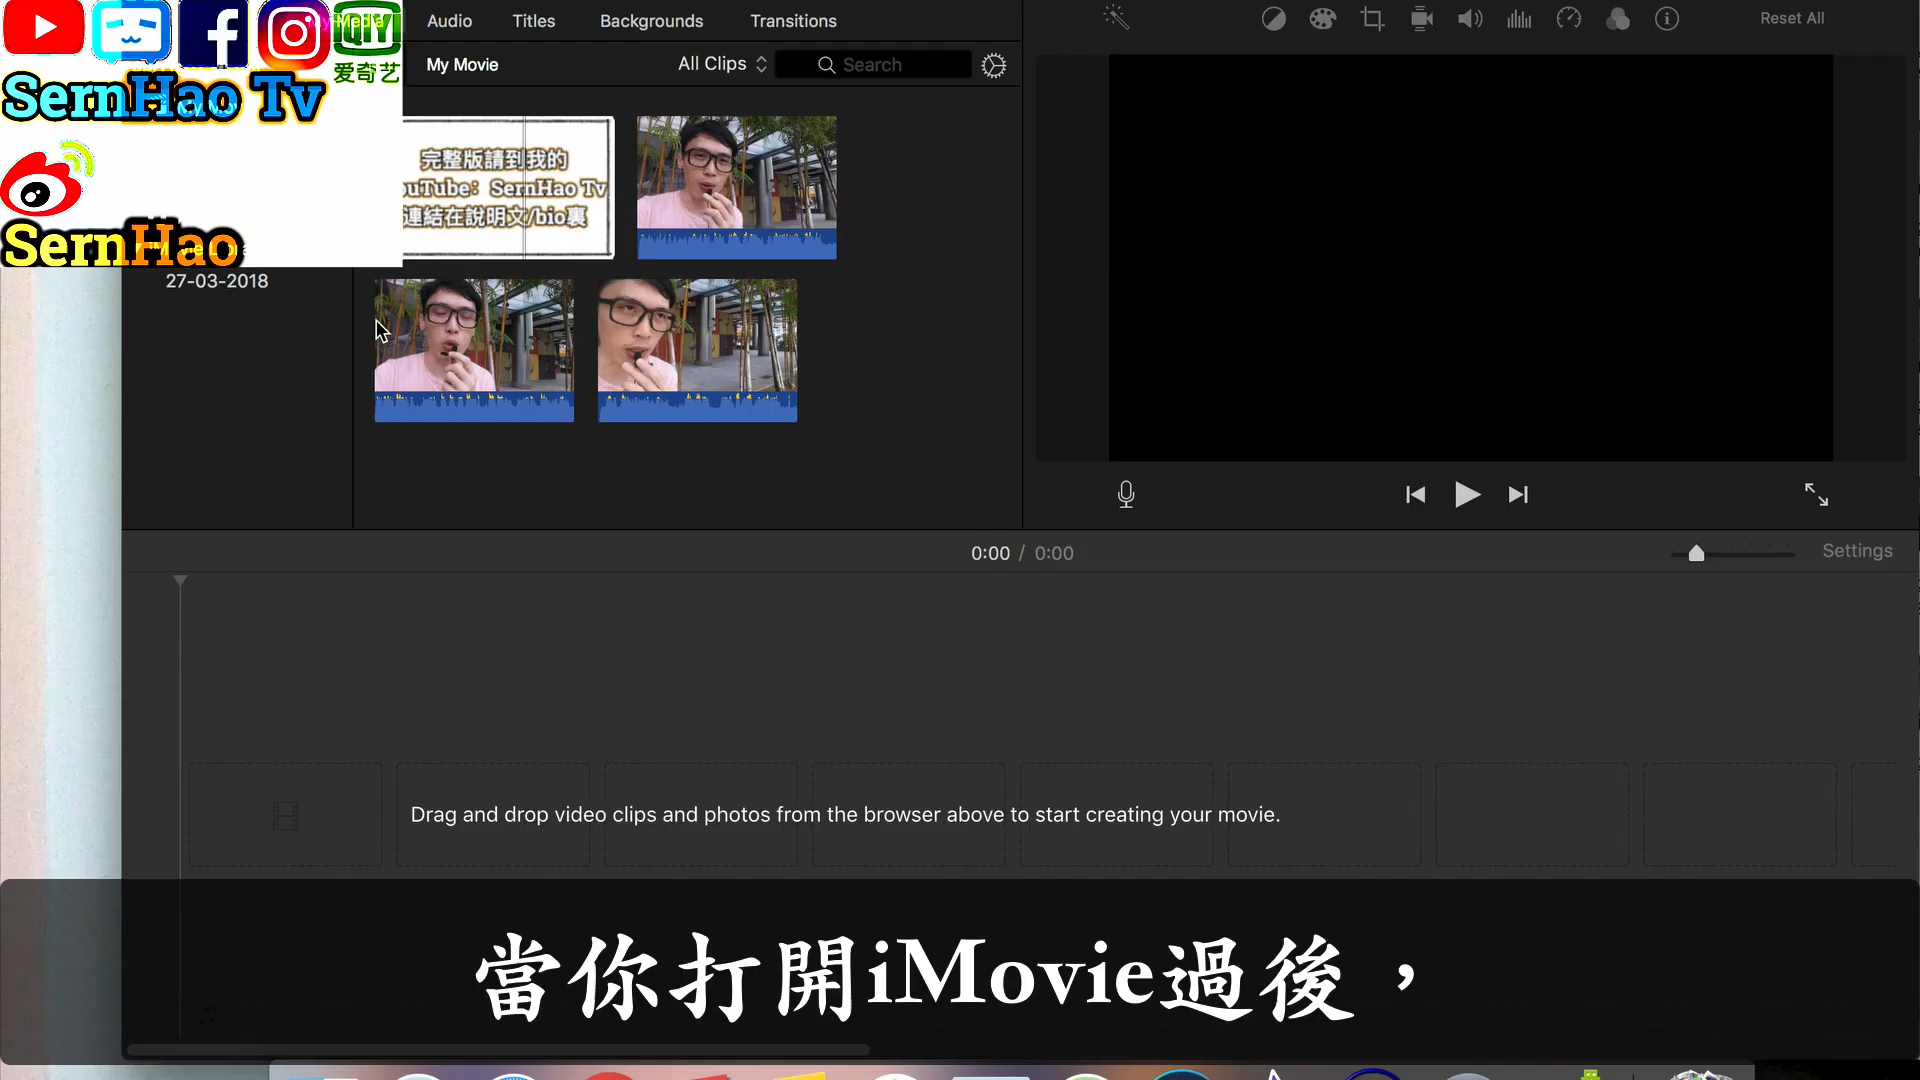 My Media Audio Titles Backgrounds Transitions
Reset All
爱奇艺
My Movie All Clips Search
SernHao Tv
完整版請到我的
ouTube：SernHao Tv
連結在說明文/bio裏
SernHao
27-03-2018
0:00 / 0:00
Settings
Drag and drop video clips and photos from the browser above to start creating your movie.
當你打開iMovie過後，